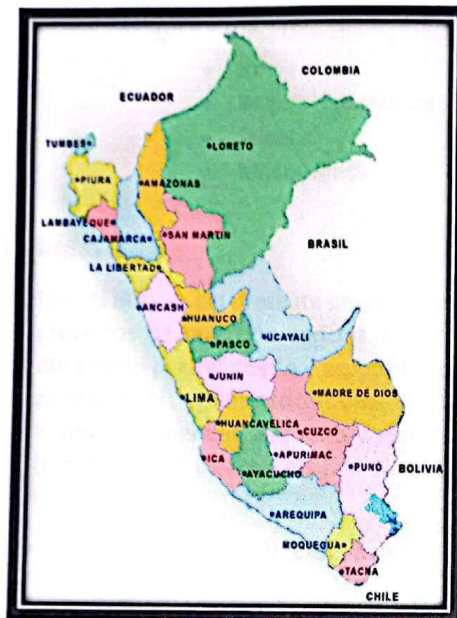 COLOMBIA
ECUADOR
TUMBES
LORETO
PIURA
AMAZONAS
LAMBAYEQUE
CAJAMARCA
SAN MARTIN
BRASIL
LA LIBERTAD
ANCASH
HUANUCO
UCAYALI
PASCO
JUNIN
MADRE DE DIOS
LIMA
HUANCAVELICA
CUZCO
ICA
APURIMAC
PUNO
BOLIVIA
AYACUCHO
AREQUIPA
MOQUEGUA
TACNA
CHILE